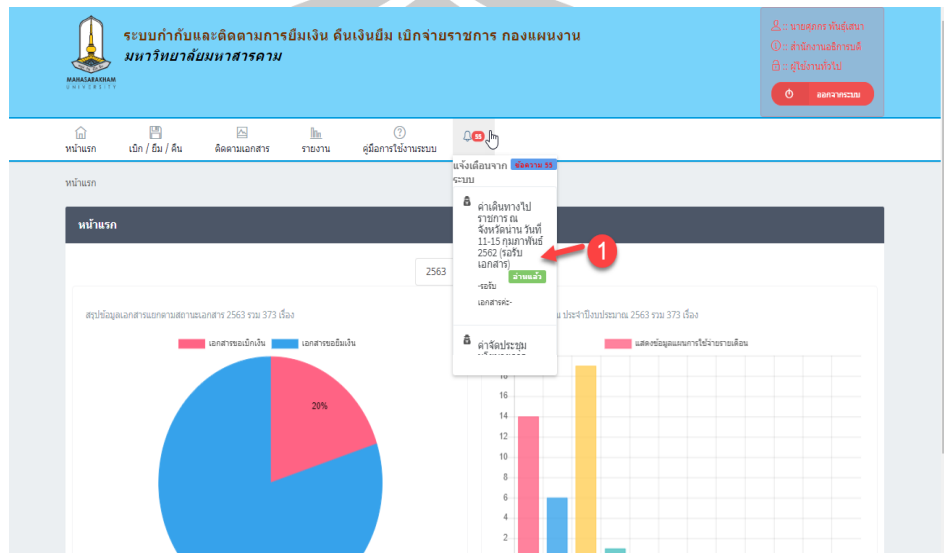 ระบบกำกับและติดตามการยืมเงิน คืนเงินยืม เบิกจ่ายราชการ กองแผนงาน
มหาวิทยาลัยมหาสารคาม
MAHASARAKHAM
UNIVERSITY
:: นายศุภกร พันธุ์เสนา
:: สำนักงานอธิการบดี
:: ผู้ใช้งานทั่วไป
ออกจากระบบ
หน้าแรก
เบิก / ยืม / คืน
ติดตามเอกสาร
รายงาน
คู่มือการใช้งานระบบ
55
แจ้งเตือนจาก ข้อความ 55
ระบบ
หน้าแรก
หน้าแรก
ค่าเดินทางไป
ราชการ ณ
จังหวัดน่าน วันที่
11-15 กุมภาพันธ์
2562 (รอรับ
เอกสาร)
อ่านแล้ว
-รอรับ
เอกสารค่ะ-
1
ค่าจัดประชุม
2563
สรุปข้อมูลเอกสารแยกตามสถานะเอกสาร 2563 รวม 373 เรื่อง
เอกสารขอเบิกเงิน เอกสารขอยืมเงิน
20%
ประจำปีงบประมาณ 2563 รวม 373 เรื่อง
แสดงข้อมูลแผนการใช้จ่ายรายเดือน
18
16
14
12
10
8
6
4
2